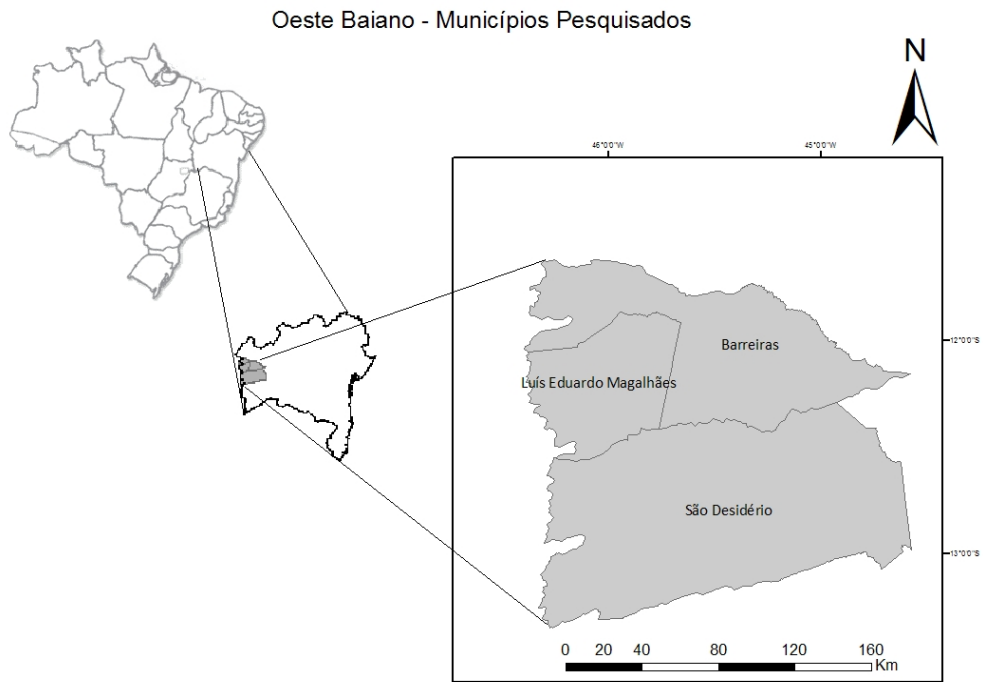 Oeste Baiano - Municípios Pesquisados
N
46°0'0"W 45°0'0"W
12°0'0"S
Barreiras
Luís Eduardo Magalhães
São Desidério
13°0'0"S
0 20 40 80 120 160
Km